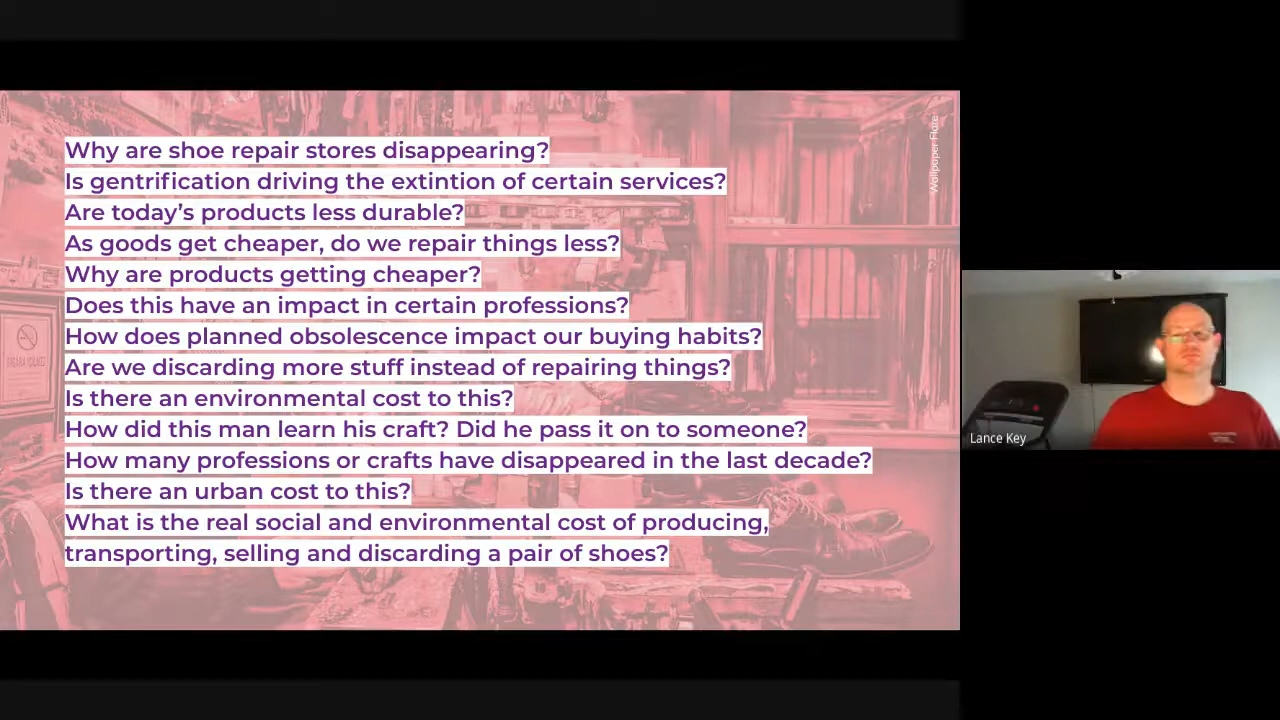 Why are shoe repair stores disappearing?
Is gentrification driving the extintion of certain services?
Are today's products less durable?
As goods get cheaper, do we repair things less?
Why are products getting cheaper?
Does this have an impact in certain professions?
How does planned obsolescence impact our buying habits?
Are we discarding more stuff instead of repairing things?
Is there an environmental cost to this?
How did this man learn his craft? Did he pass it on to someone?
How many professions or crafts have disappeared in the last decade?
Is there an urban cost to this?
What is the real social and environmental cost of producing,
transporting, selling and discarding a pair of shoes?
Wallpaper Flare
Lance Key